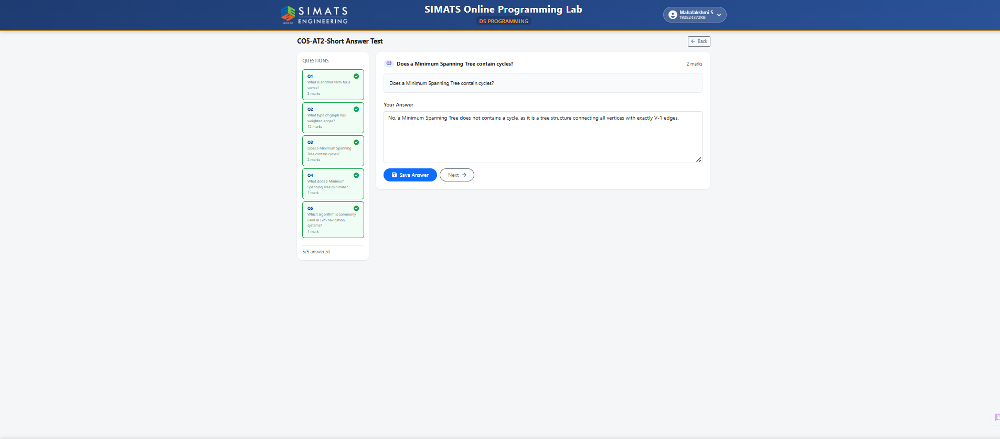 SIMATS
ENGINEERING
SIMATS Online Programming Lab
DS PROGRAMMING
Mahalakshmi S
192524372RB
CO5-AT2-Short Answer Test
Back
QUESTIONS
Q1
What is another term for a
vertex?
2 marks
Q2
What type of graph has
weighted edges?
12 marks
Q3
Does a Minimum Spanning
Tree contain cycles?
2 marks
Q4
What does a Minimum
Spanning Tree minimize?
1 mark
Q5
Which algorithm is commonly
used in GPS navigation
systems?
1 mark
5/5 answered
Q3 Does a Minimum Spanning Tree contain cycles?
2 marks
Does a Minimum Spanning Tree contain cycles?
Your Answer
No, a Minimum Spanning Tree does not contains a cycle, as it is a tree structure connecting all vertices with exactly V-1 edges.
Save Answer
Next